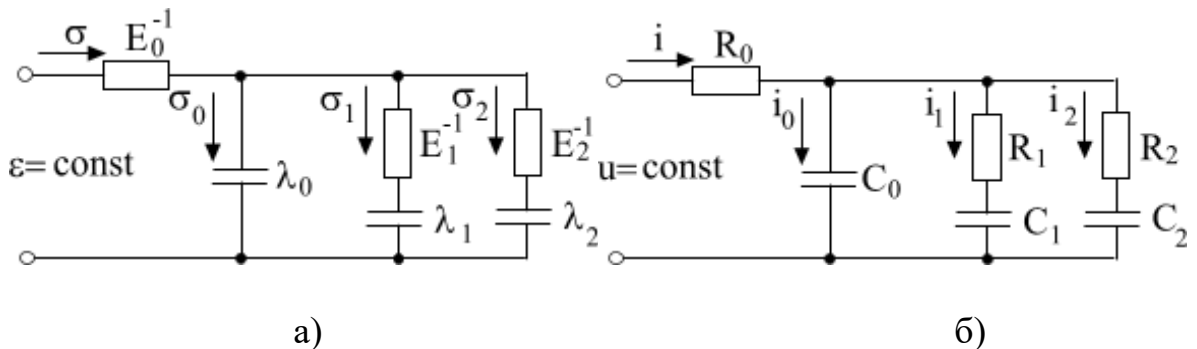 σ E₀⁻¹ i R₀
σ₀ σ₁ σ₂ i₀ i₁ i₂
E₁⁻¹ E₂⁻¹ R₁ R₂
ε= const λ₀ u= const C₀
λ₁ λ₂ C₁ C₂
а) б)